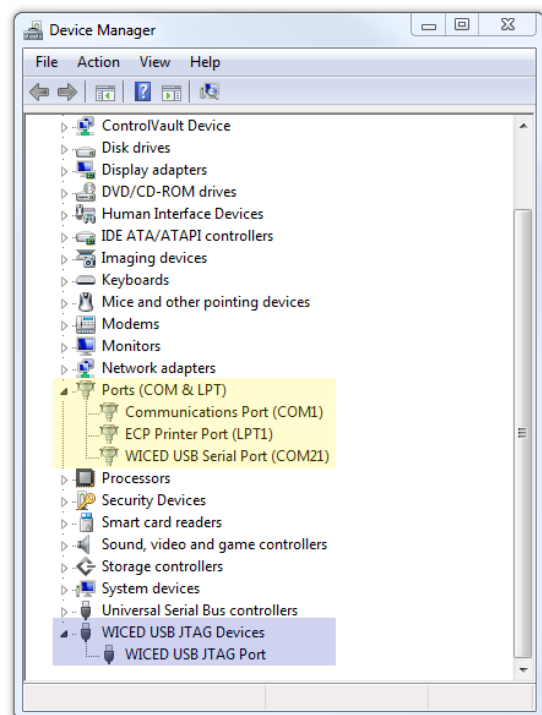 Device Manager
File Action View Help
ControlVault Device
Disk drives
Display adapters
DVD/CD-ROM drives
Human Interface Devices
IDE ATA/ATAPI controllers
Imaging devices
Keyboards
Mice and other pointing devices
Modems
Monitors
Network adapters
Ports (COM & LPT)
Communications Port (COM1)
ECP Printer Port (LPT1)
WICED USB Serial Port (COM21)
Processors
Security Devices
Smart card readers
Sound, video and game controllers
Storage controllers
System devices
Universal Serial Bus controllers
WICED USB JTAG Devices
WICED USB JTAG Port